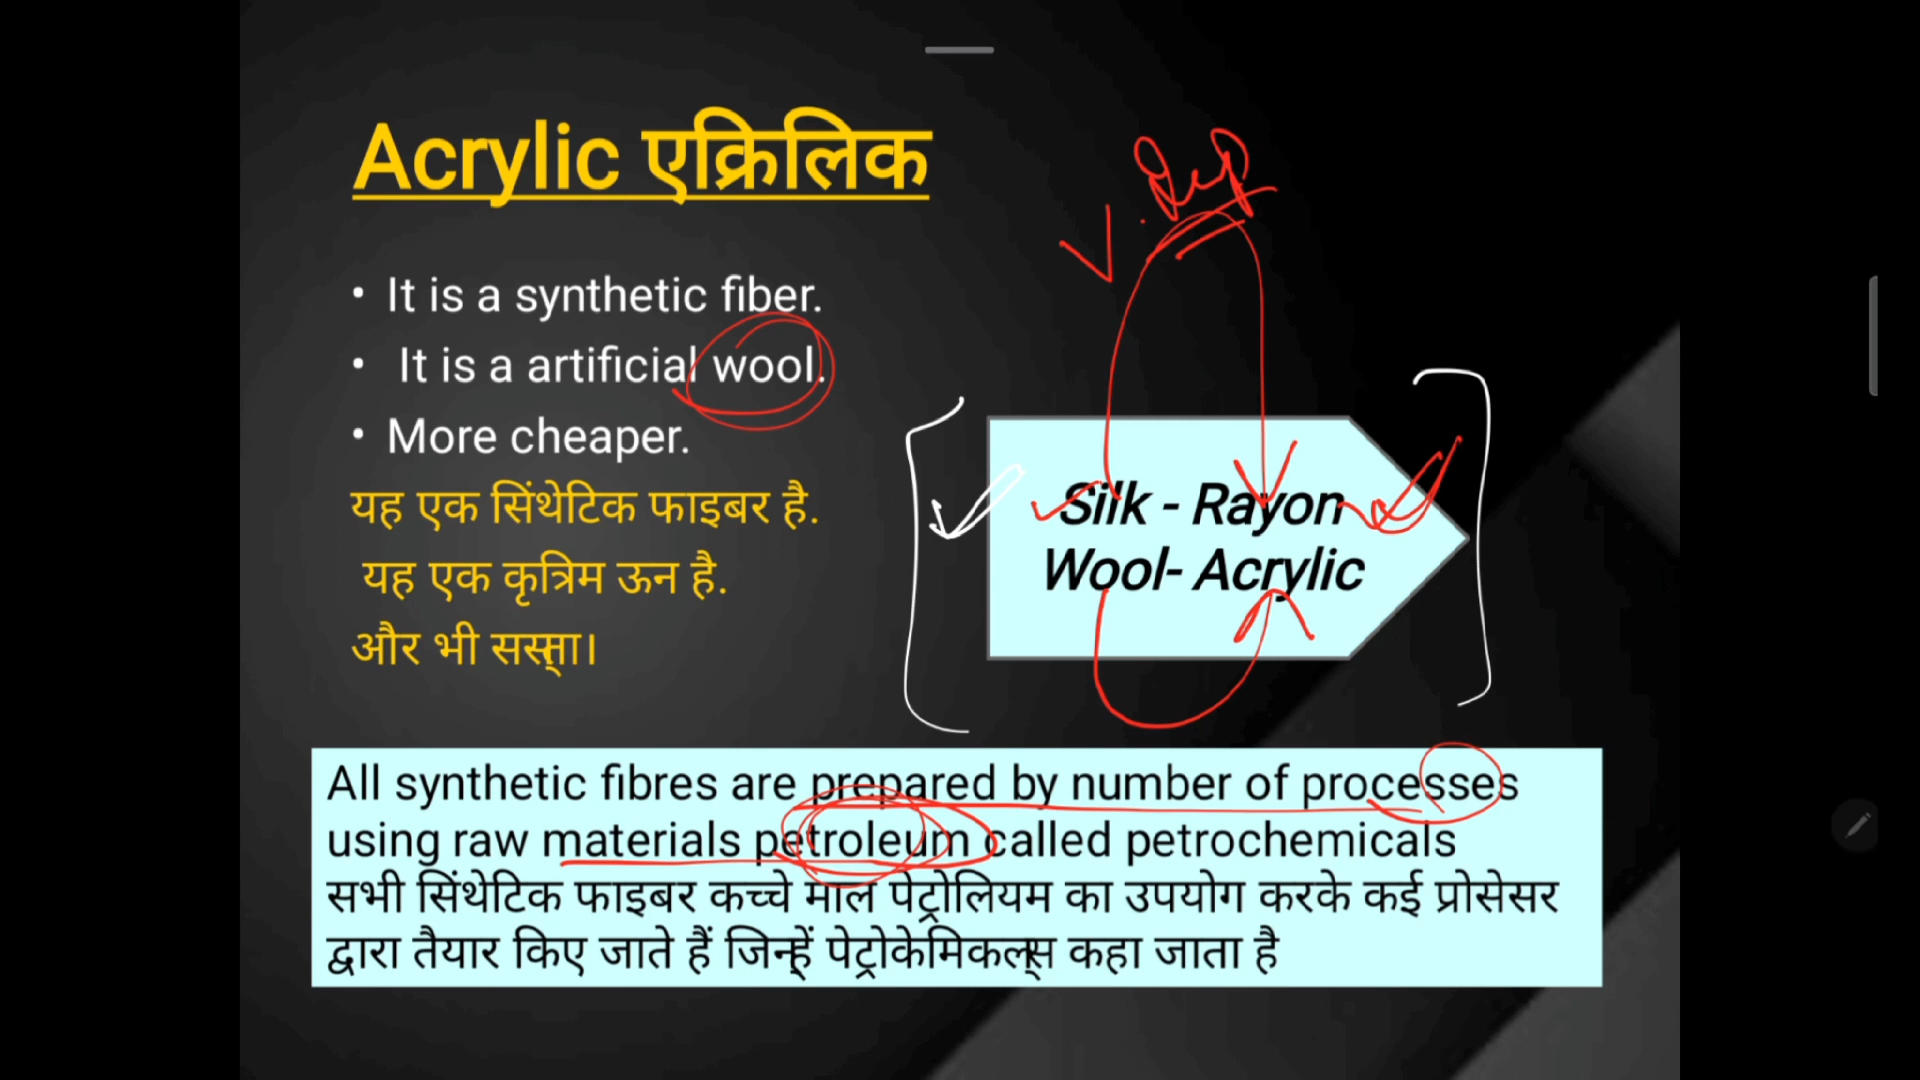 Acrylic एक्रिलिक
• It is a synthetic fiber.
• It is a artificial wool.
• More cheaper.
यह एक सिंथेटिक फाइबर है.
यह एक कृत्रिम ऊन है.
और भी सस्ता।
V. Imp
Silk - Rayon
Wool- Acrylic
All synthetic fibres are prepared by number of processes
using raw materials petroleum called petrochemicals
सभी सिंथेटिक फाइबर कच्चे माल पेट्रोलियम का उपयोग करके कई प्रोसेसर
द्वारा तैयार किए जाते हैं जिन्हें पेट्रोकेमिकल्स कहा जाता है